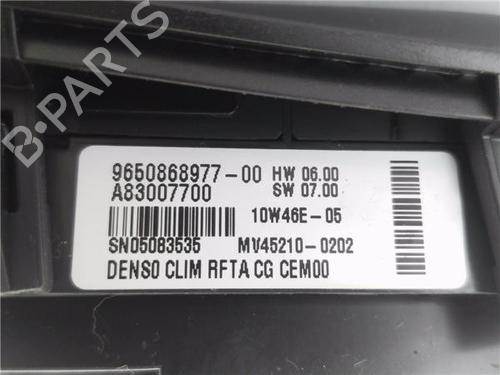 9650868977-00 HW 06.00
A83007700 SW 07.00
10W46E-05
SN05083535 MV45210-0202
DENSO CLIM RFTA CG CEM00
B-PARTS